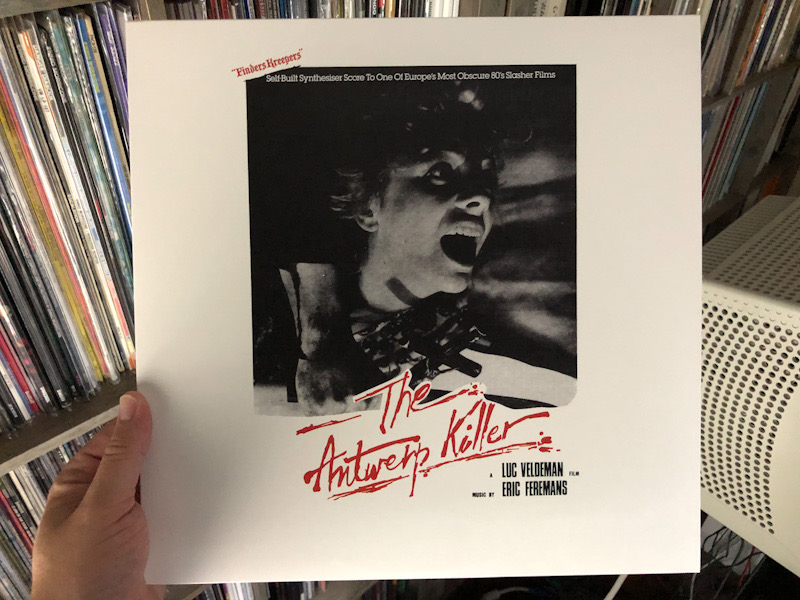 "Finders Kreepers"
Self-Built Synthesiser Score To One Of Europe's Most Obscure 80's Slasher Films
The
Antwerp Killer
A LUC VELDEMAN FILM
MUSIC BY ERIC FEREMANS